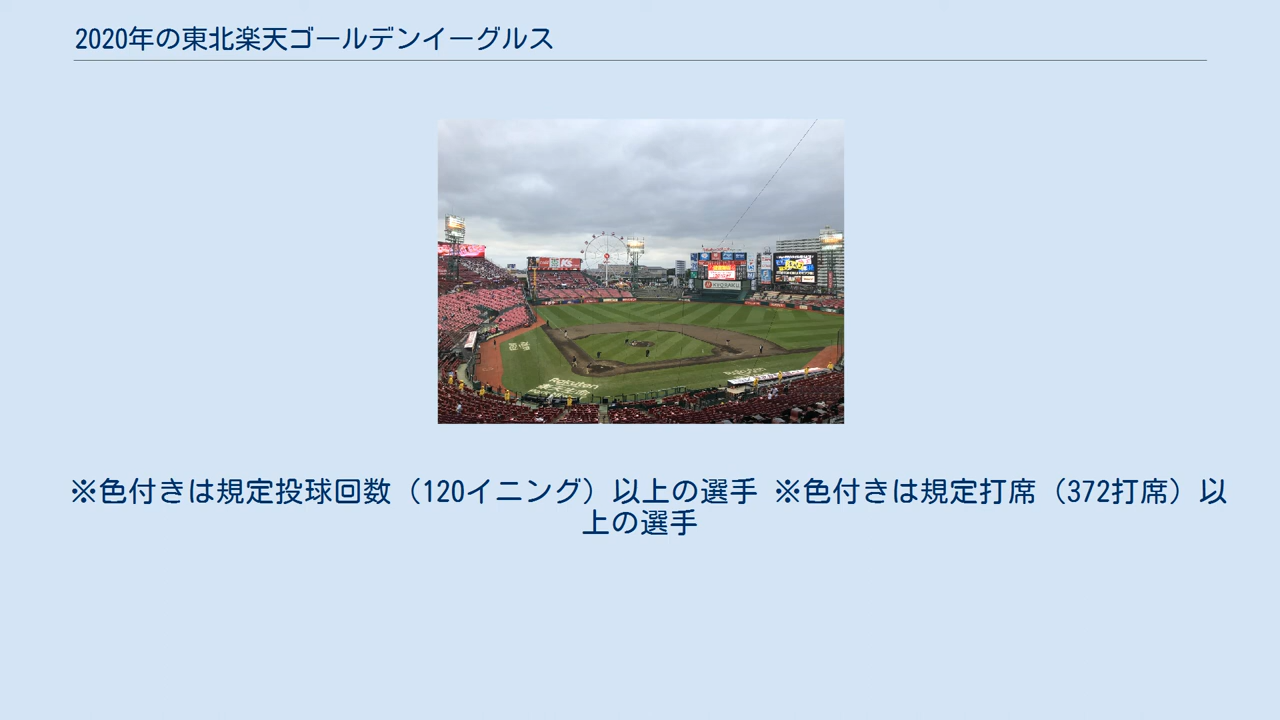 2020年の東北楽天ゴールデンイーグルス
※色付きは規定投球回数（120イニング）以上の選手 ※色付きは規定打席（372打席）以
上の選手